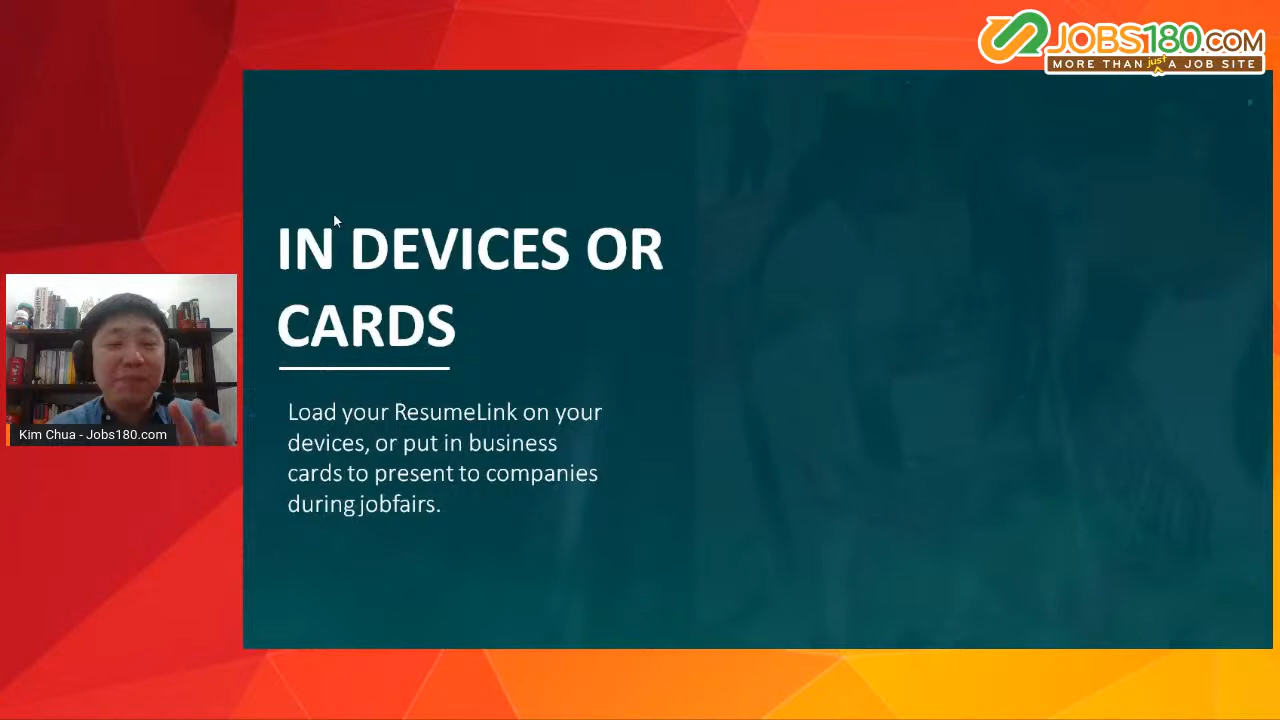 JOBS180.COM
MORE THAN just A JOB SITE
IN DEVICES OR
CARDS
Load your ResumeLink on your
devices, or put in business
cards to present to companies
during jobfairs.
Kim Chua - Jobs180.com